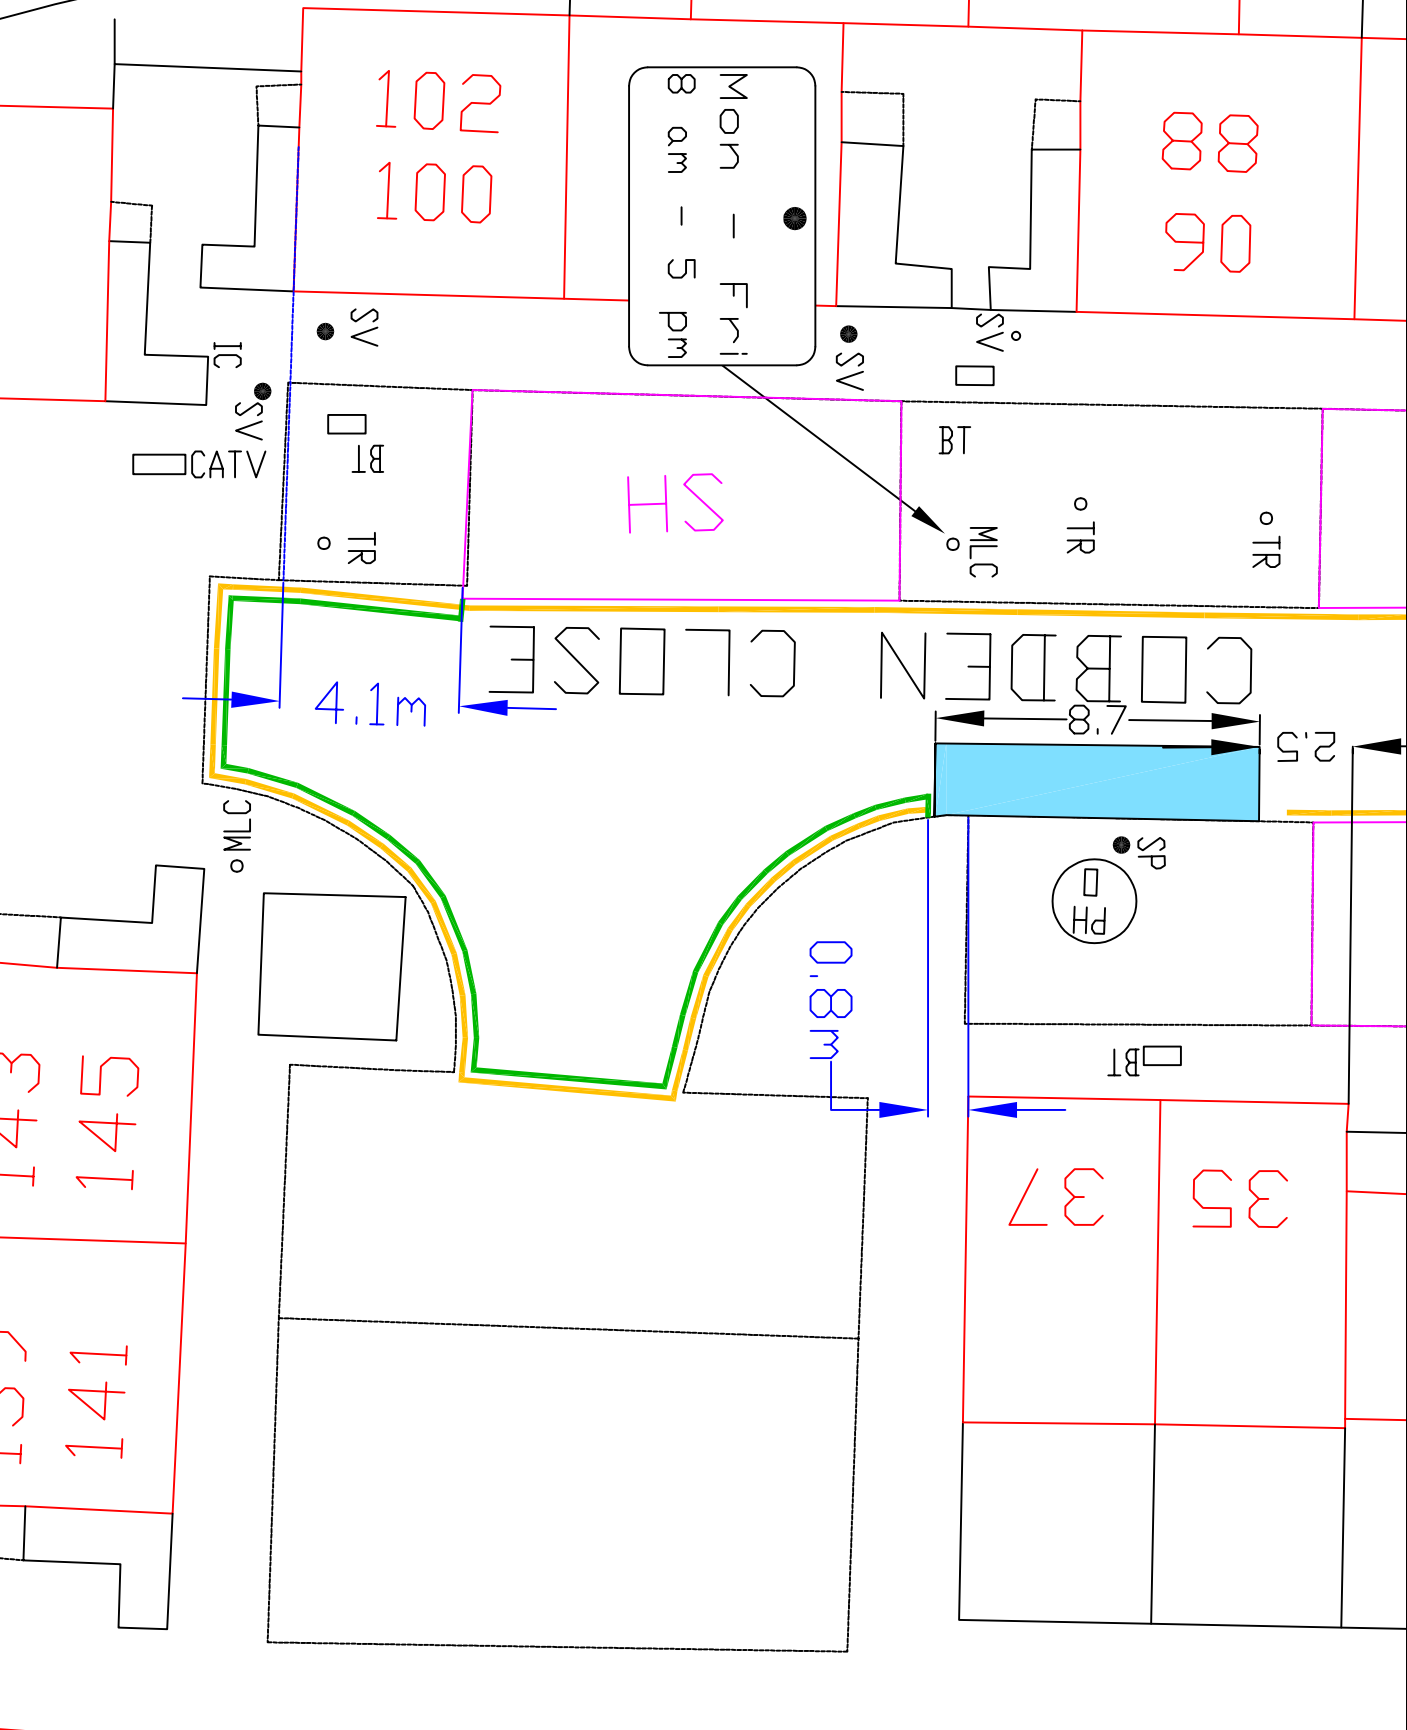 102
100
Mon - Fri
8 am - 5 pm
88
90
SV
SV
SV
IC
SV
CATV
BT
TR
HS
BT
MLC
TR
TR
COBDEN CLOSE
4.1m
8.7
2.5
MLC
SP
PH
0.8m
BT
143
145
37
35
141